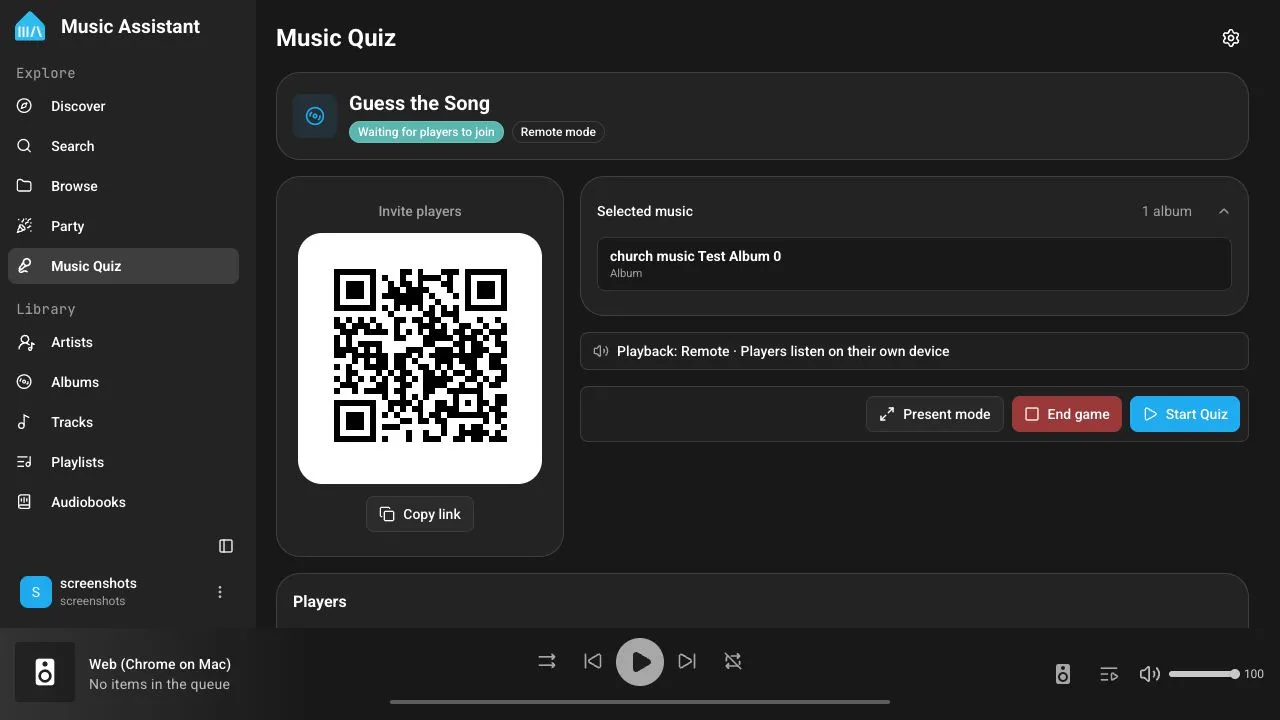 Music Assistant
Explore
Discover
Search
Browse
Party
Music Quiz
Library
Artists
Albums
Tracks
Playlists
Audiobooks
S
screenshots
screenshots
Music Quiz
Guess the Song
Waiting for players to join
Remote mode
Invite players
Copy link
Selected music
1 album
church music Test Album 0
Album
Playback: Remote · Players listen on their own device
Present mode
End game
Start Quiz
Players
Web (Chrome on Mac)
No items in the queue
100